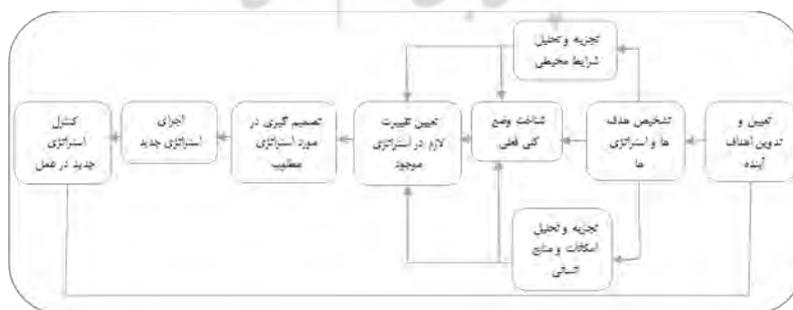 تجزیه و تحلیل
شرایط محیطی
تعیین و
تدوین اهداف
آینده
تشخیص هدف
ها و استراتژی
ها
شناخت وضع
کلی فعلی
تعیین تغییرت
لازم در استراتژی
موجود
تصمیم گیری در
مورد استراتژی
مطلوب
اجرای
استراتژی جدید
کنترل
استراتژی
جدید در عمل
تجزیه و تحلیل
امکانات و منابع
انسانی